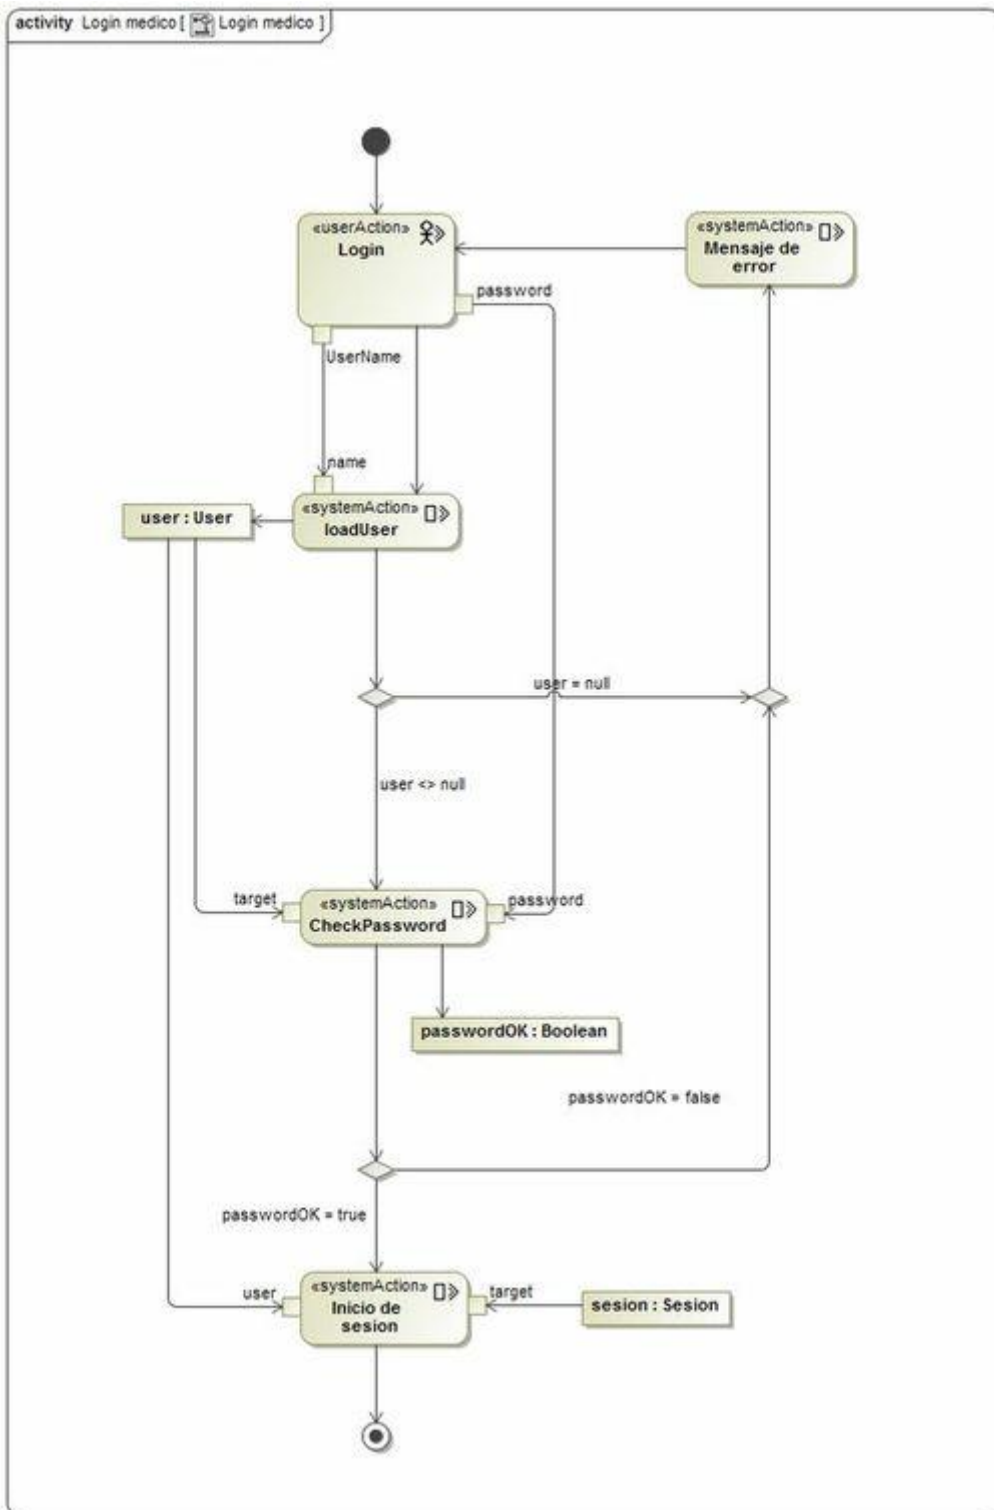 activity Login medico [ Login medico ]
«userAction»
Login
«systemAction»
Mensaje de
error
password
UserName
name
«systemAction»
loadUser
user : User
user = null
user <> null
target
«systemAction»
CheckPassword
password
passwordOK : Boolean
passwordOK = false
passwordOK = true
user
«systemAction»
Inicio de
sesion
target
sesion : Sesion